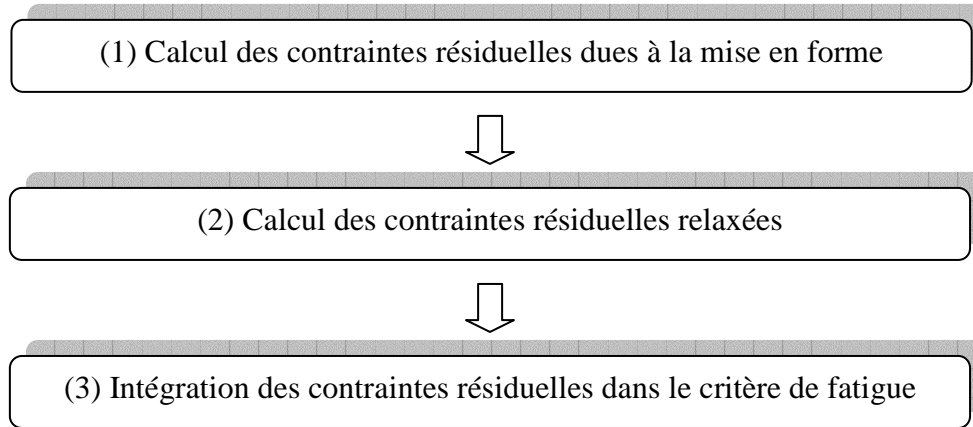 (1) Calcul des contraintes résiduelles dues à la mise en forme
(2) Calcul des contraintes résiduelles relaxées
(3) Intégration des contraintes résiduelles dans le critère de fatigue